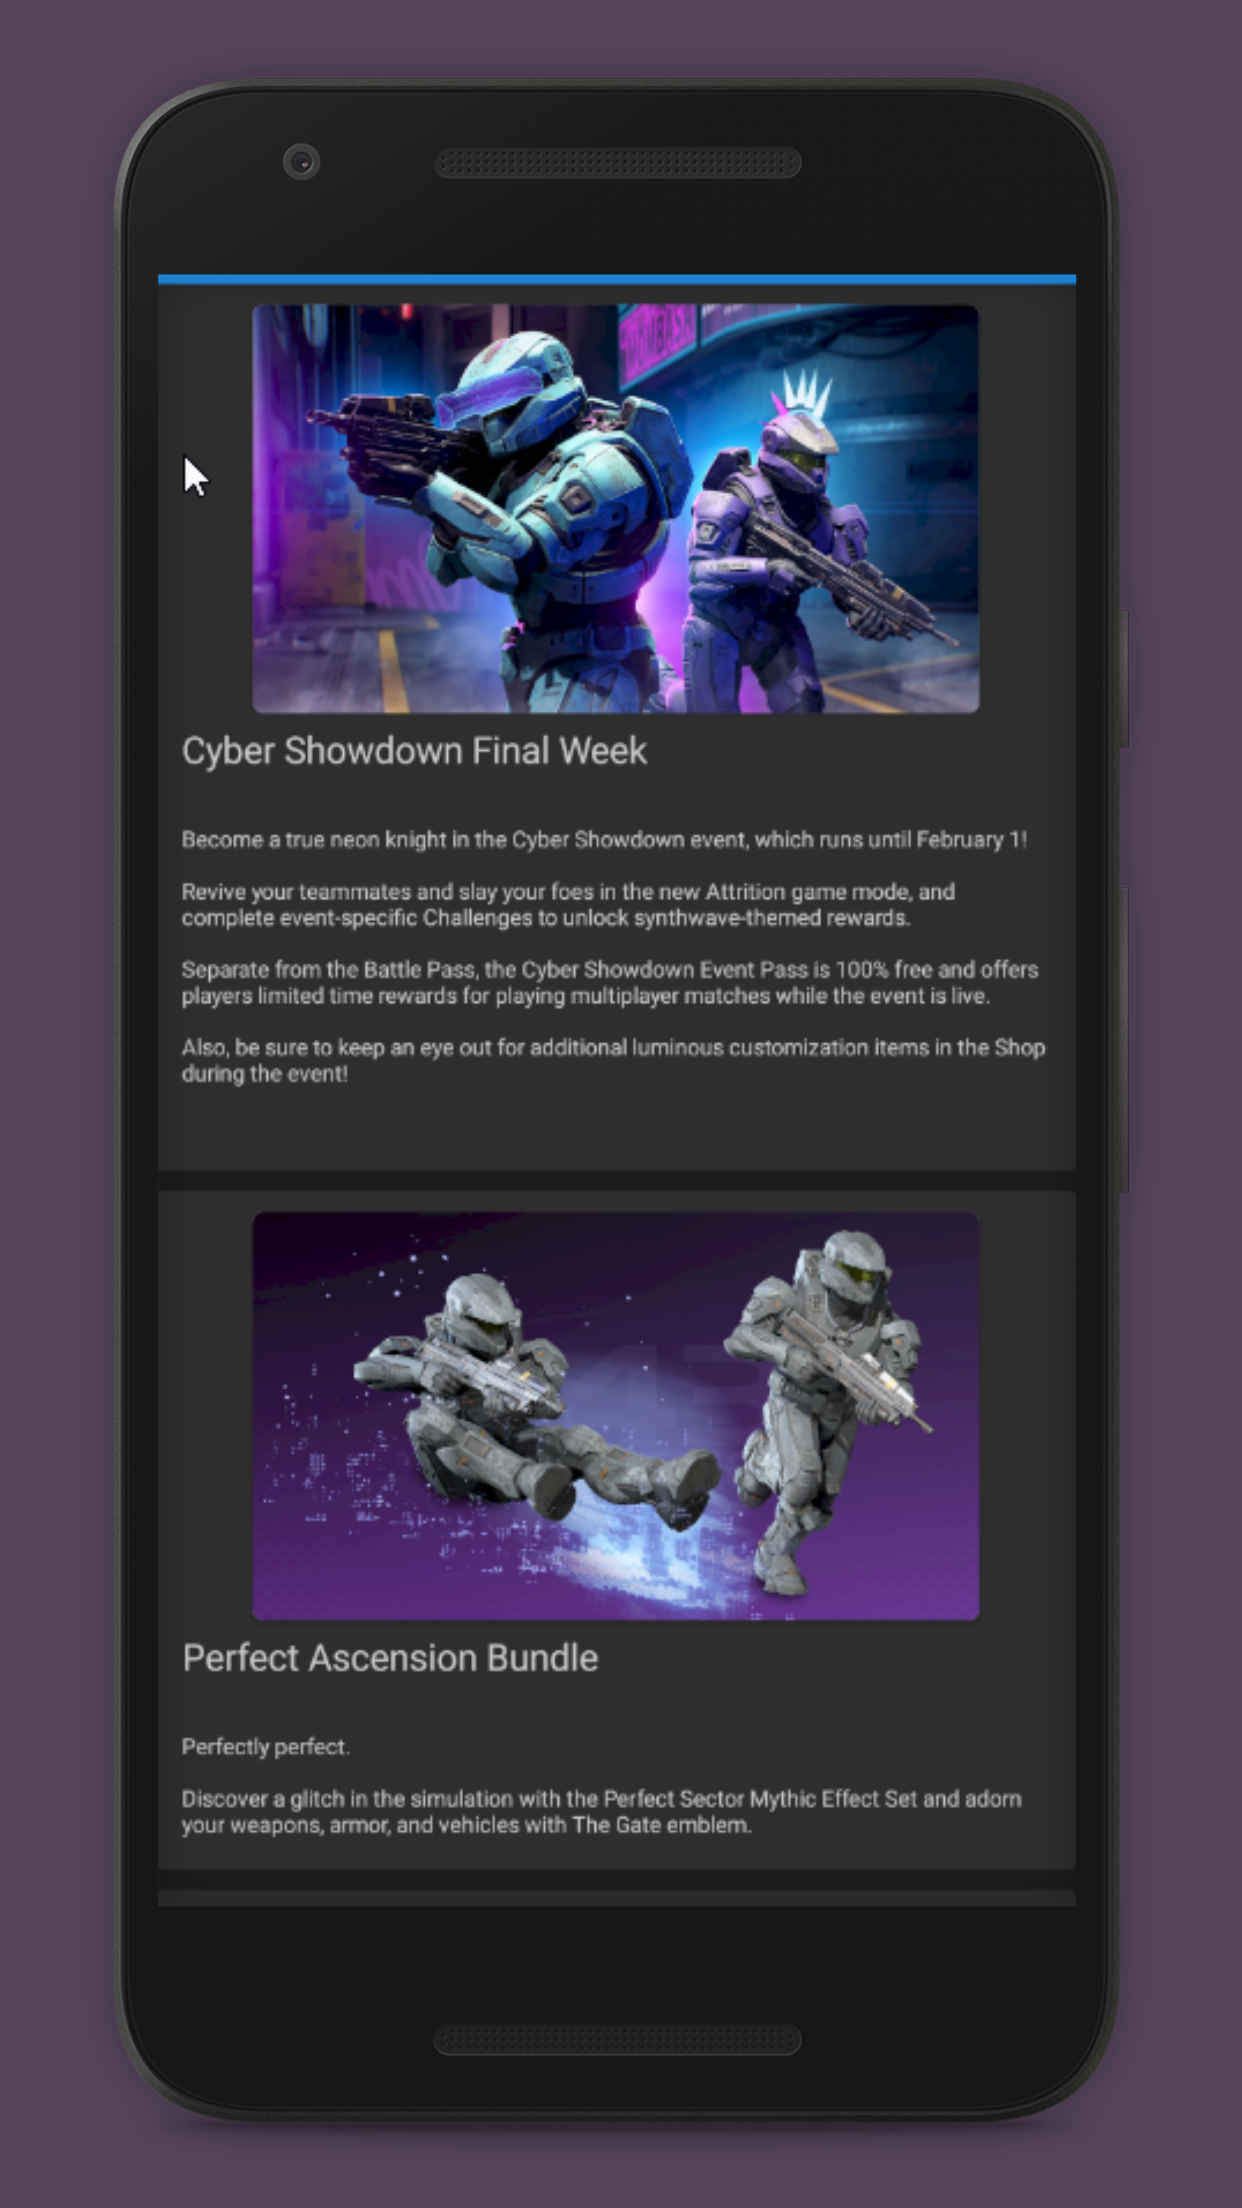 MOMBASA
Cyber Showdown Final Week
Become a true neon knight in the Cyber Showdown event, which runs until February 1!
Revive your teammates and slay your foes in the new Attrition game mode, and
complete event-specific Challenges to unlock synthwave-themed rewards.
Separate from the Battle Pass, the Cyber Showdown Event Pass is 100% free and offers
players limited time rewards for playing multiplayer matches while the event is live.
Also, be sure to keep an eye out for additional luminous customization items in the Shop
during the event!
Perfect Ascension Bundle
Perfectly perfect.
Discover a glitch in the simulation with the Perfect Sector Mythic Effect Set and adorn
your weapons, armor, and vehicles with The Gate emblem.